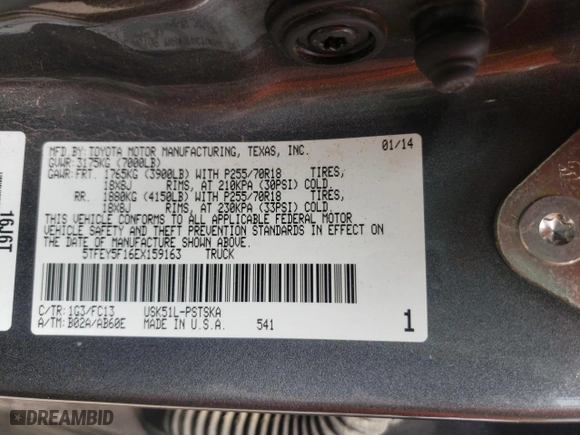 MFD.BY:TOYOTA MOTOR MANUFACTURING, TEXAS, INC. 01/14
GVWR:3175KG (7000LB)
GAWR:FRT. 1765KG (3900LB) WITH P255/70R18 TIRES,
18X8J RIMS, AT 210KPA (30PSI) COLD.
RR. 1880KG (4150LB) WITH P255/70R18 TIRES,
18X8J RIMS, AT 230KPA (33PSI) COLD.
THIS VEHICLE CONFORMS TO ALL APPLICABLE FEDERAL MOTOR
VEHICLE SAFETY AND THEFT PREVENTION STANDARDS IN EFFECT
ON THE DATE OF MANUFACTURE SHOWN ABOVE.
5TFEY5F16EX159163 TRUCK
C/TR:1G3/FC13 USK51L-PSTSKA
A/TM:B02A/AB60E MADE IN U.S.A. 541 1
16J6T
DREAMBID